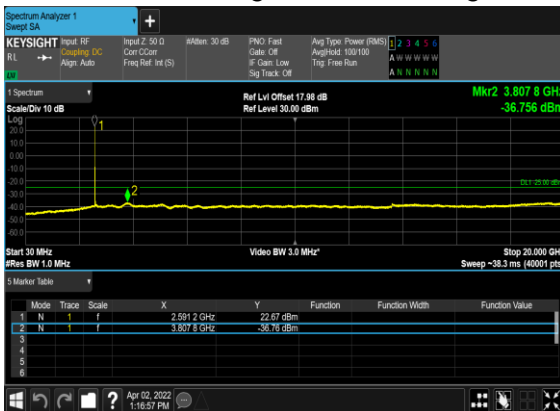 Spectrum Analyzer 1
Swept SA
KEYSIGHT
RL
LV
Input: RF
Coupling: DC
Align: Auto
Input Z: 50 Ω
Corr CCorr
Freq Ref: Int (S)
#Atten: 30 dB
PNO: Fast
Gate: Off
IF Gain: Low
Sig Track: Off
Avg Type: Power (RMS)
Avg|Hold: 100/100
Trig: Free Run
1 2 3 4 5 6
A W W W W W
A N N N N N
1 Spectrum
Scale/Div 10 dB
Ref Lvl Offset 17.98 dB
Ref Level 30.00 dBm
Mkr2 3.807 8 GHz
-36.756 dBm
Log
20.0
10.0
0.00
-10.0
-20.0
-30.0
-40.0
-50.0
-60.0
1
2
DL1 -25.00 dBm
Start 30 MHz
#Res BW 1.0 MHz
Video BW 3.0 MHz*
Stop 20.000 GHz
Sweep ~38.3 ms (40001 pts)
5 Marker Table
Mode Trace Scale X Y Function Function Width Function Value
1 N 1 f 2.591 2 GHz 22.67 dBm
2 N 1 f 3.807 8 GHz -36.76 dBm
3
4
5
6
?
Apr 02, 2022
1:16:57 PM